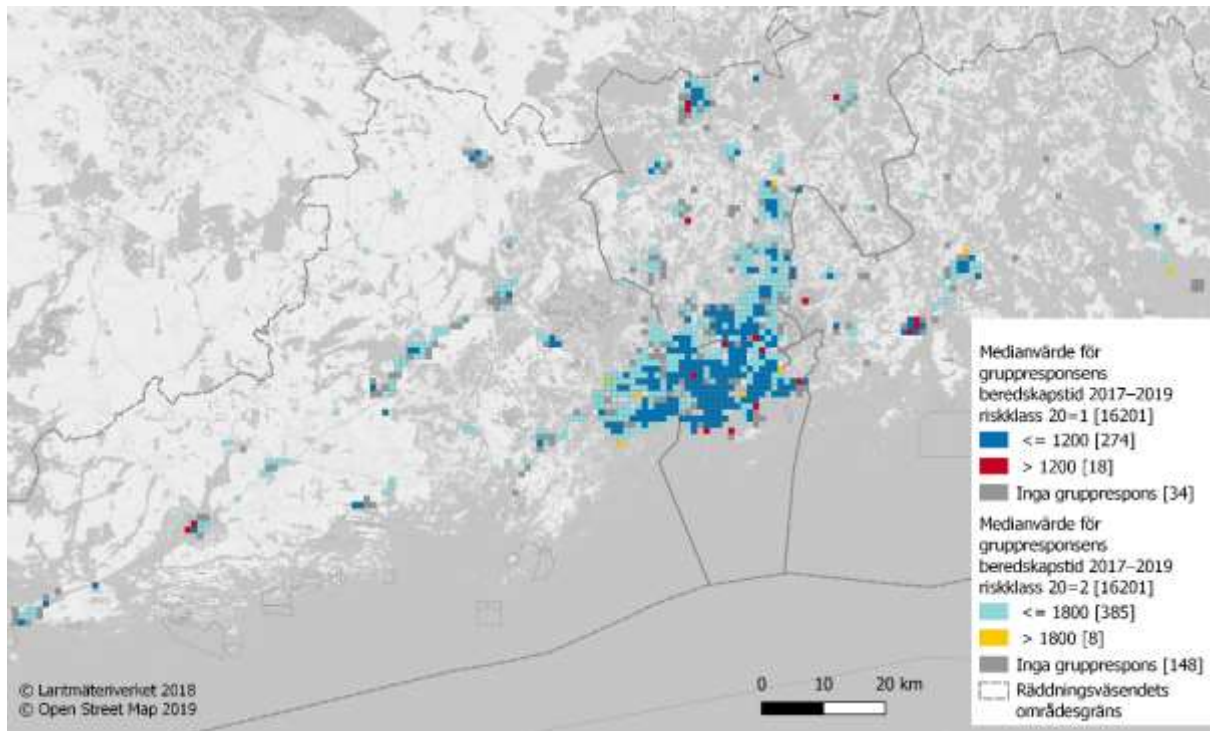 Medianvärde för
gruppresponsens
beredskapstid 2017–2019
riskklass 20=1 [16201]
<= 1200 [274]
> 1200 [18]
Inga grupprespons [34]
Medianvärde för
gruppresponsens
beredskapstid 2017–2019
riskklass 20=2 [16201]
<= 1800 [385]
> 1800 [8]
Inga grupprespons [148]
Räddningsväsendets
områdesgräns
0 10 20 km
© Lantmäteriverket 2018
© Open Street Map 2019